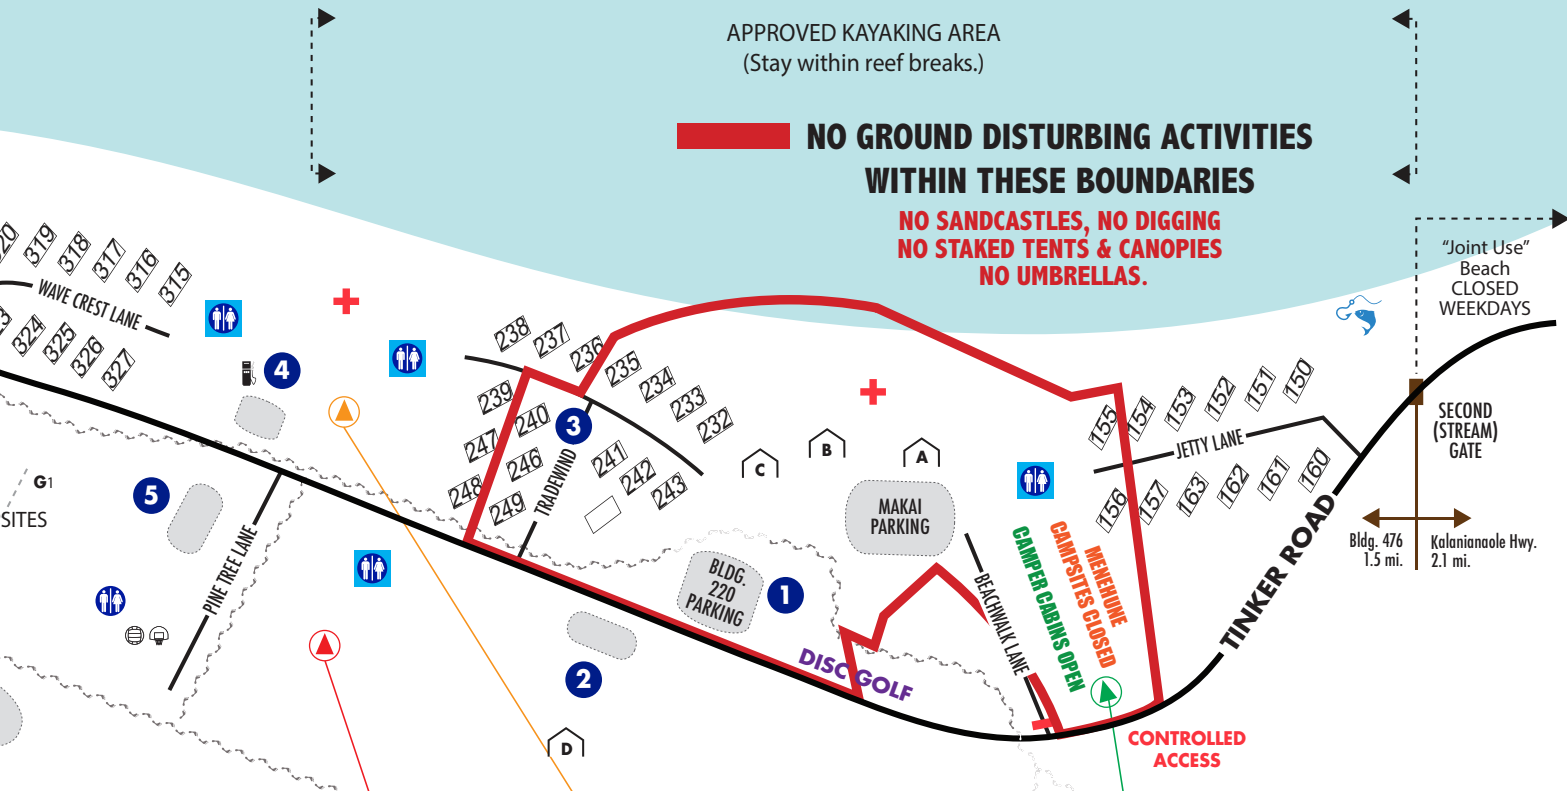 APPROVED KAYAKING AREA
(Stay within reef breaks.)
NO GROUND DISTURBING ACTIVITIES
WITHIN THESE BOUNDARIES
NO SANDCASTLES, NO DIGGING
NO STAKED TENTS & CANOPIES
NO UMBRELLAS.
"Joint Use"
Beach
CLOSED
WEEKDAYS
319
318
317
316
315
WAVE CREST LANE
324
325
326
327
4
238
237
236
235
234
233
232
239
240
3
247
246
241
242
243
248
249
TRADEWIND
C
B
A
MAKAI
PARKING
155
154
153
152
151
150
JETTY LANE
156
157
163
162
161
160
SECOND
(STREAM)
GATE
Bldg. 476
1.5 mi.
Kalanianaole Hwy.
2.1 mi.
TINKER ROAD
G1
SITES
5
PINE TREE LANE
BLDG.
220
PARKING
1
2
D
DISC GOLF
BEACHWALK LANE
CAMPER CABINS OPEN
MENEHUNE
CAMPSITES CLOSED
CONTROLLED
ACCESS